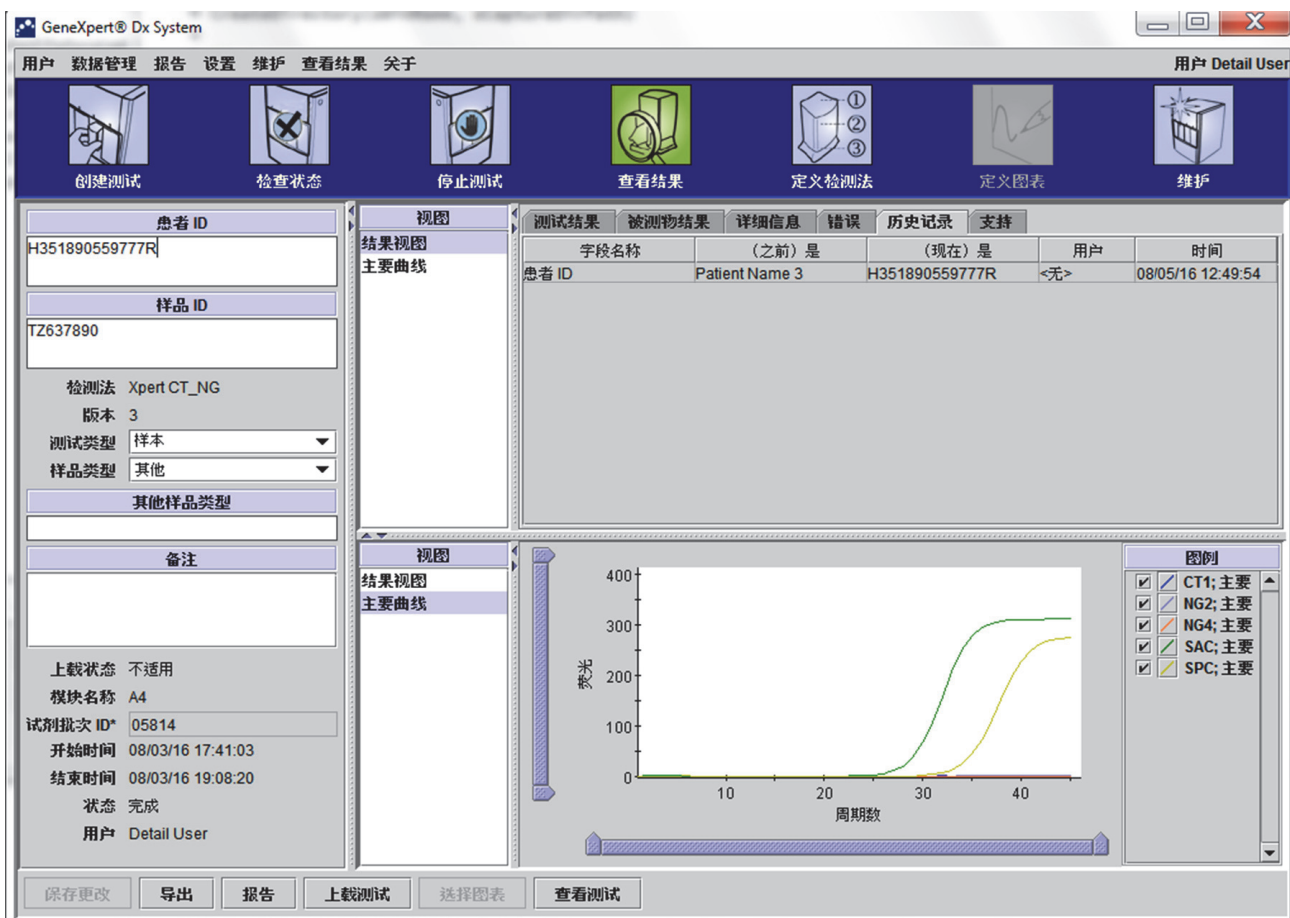 GeneXpert® Dx System
用户 数据管理 报告 设置 维护 查看结果 关于 用户 Detail User
创建测试 检查状态 停止测试 查看结果 定义检测法 定义图表 维护
患者 ID
H351890559777R
样品 ID
TZ637890
检测法 Xpert CT_NG
版本 3
测试类型 样本
样品类型 其他
其他样品类型
备注
上载状态 不适用
模块名称 A4
试剂批次 ID* 05814
开始时间 08/03/16 17:41:03
结束时间 08/03/16 19:08:20
状态 完成
用户 Detail User
视图
结果视图
主要曲线
测试结果 被测物结果 详细信息 错误 历史记录 支持
字段名称 （之前）是 （现在）是 用户 时间
患者 ID Patient Name 3 H351890559777R <无> 08/05/16 12:49:54
视图
结果视图
主要曲线
400
300
200
100
0
荧光
10 20 30 40
周期数
图例
CT1; 主要
NG2; 主要
NG4; 主要
SAC; 主要
SPC; 主要
保存更改 导出 报告 上载测试 选择图表 查看测试